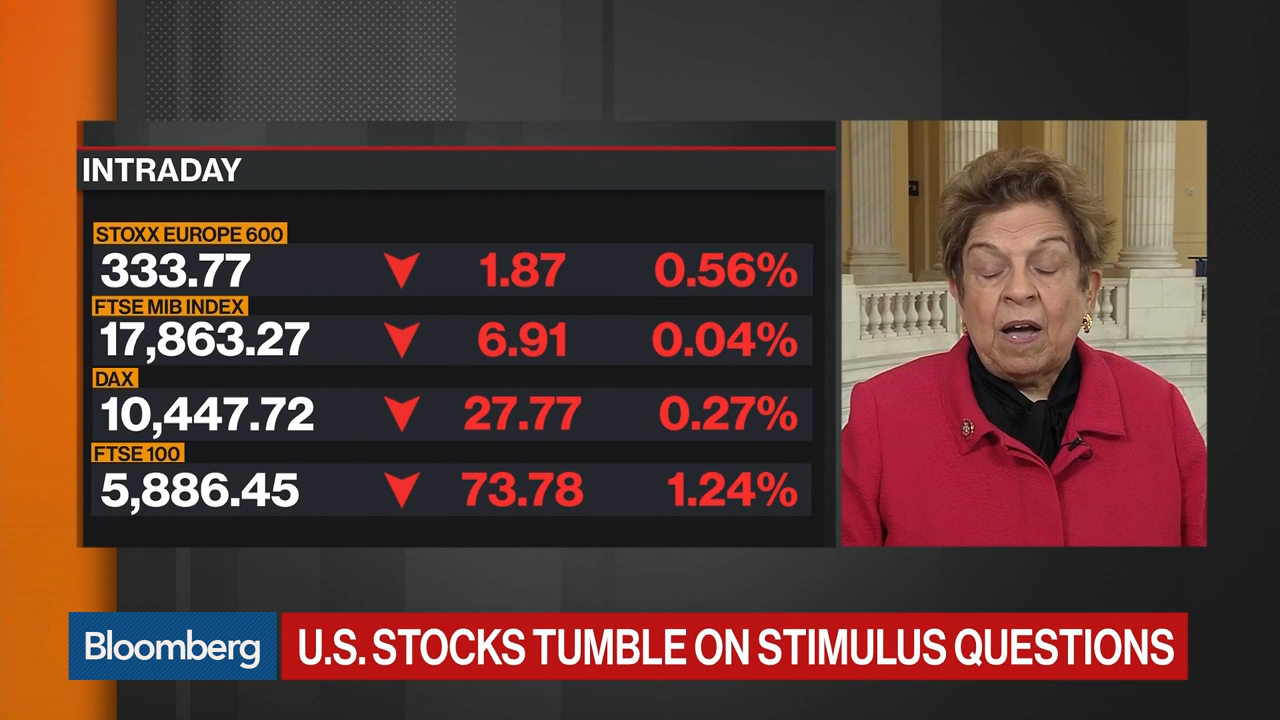 INTRADAY
STOXX EUROPE 600
333.77 1.87 0.56%
FTSE MIB INDEX
17,863.27 6.91 0.04%
DAX
10,447.72 27.77 0.27%
FTSE 100
5,886.45 73.78 1.24%
Bloomberg U.S. STOCKS TUMBLE ON STIMULUS QUESTIONS